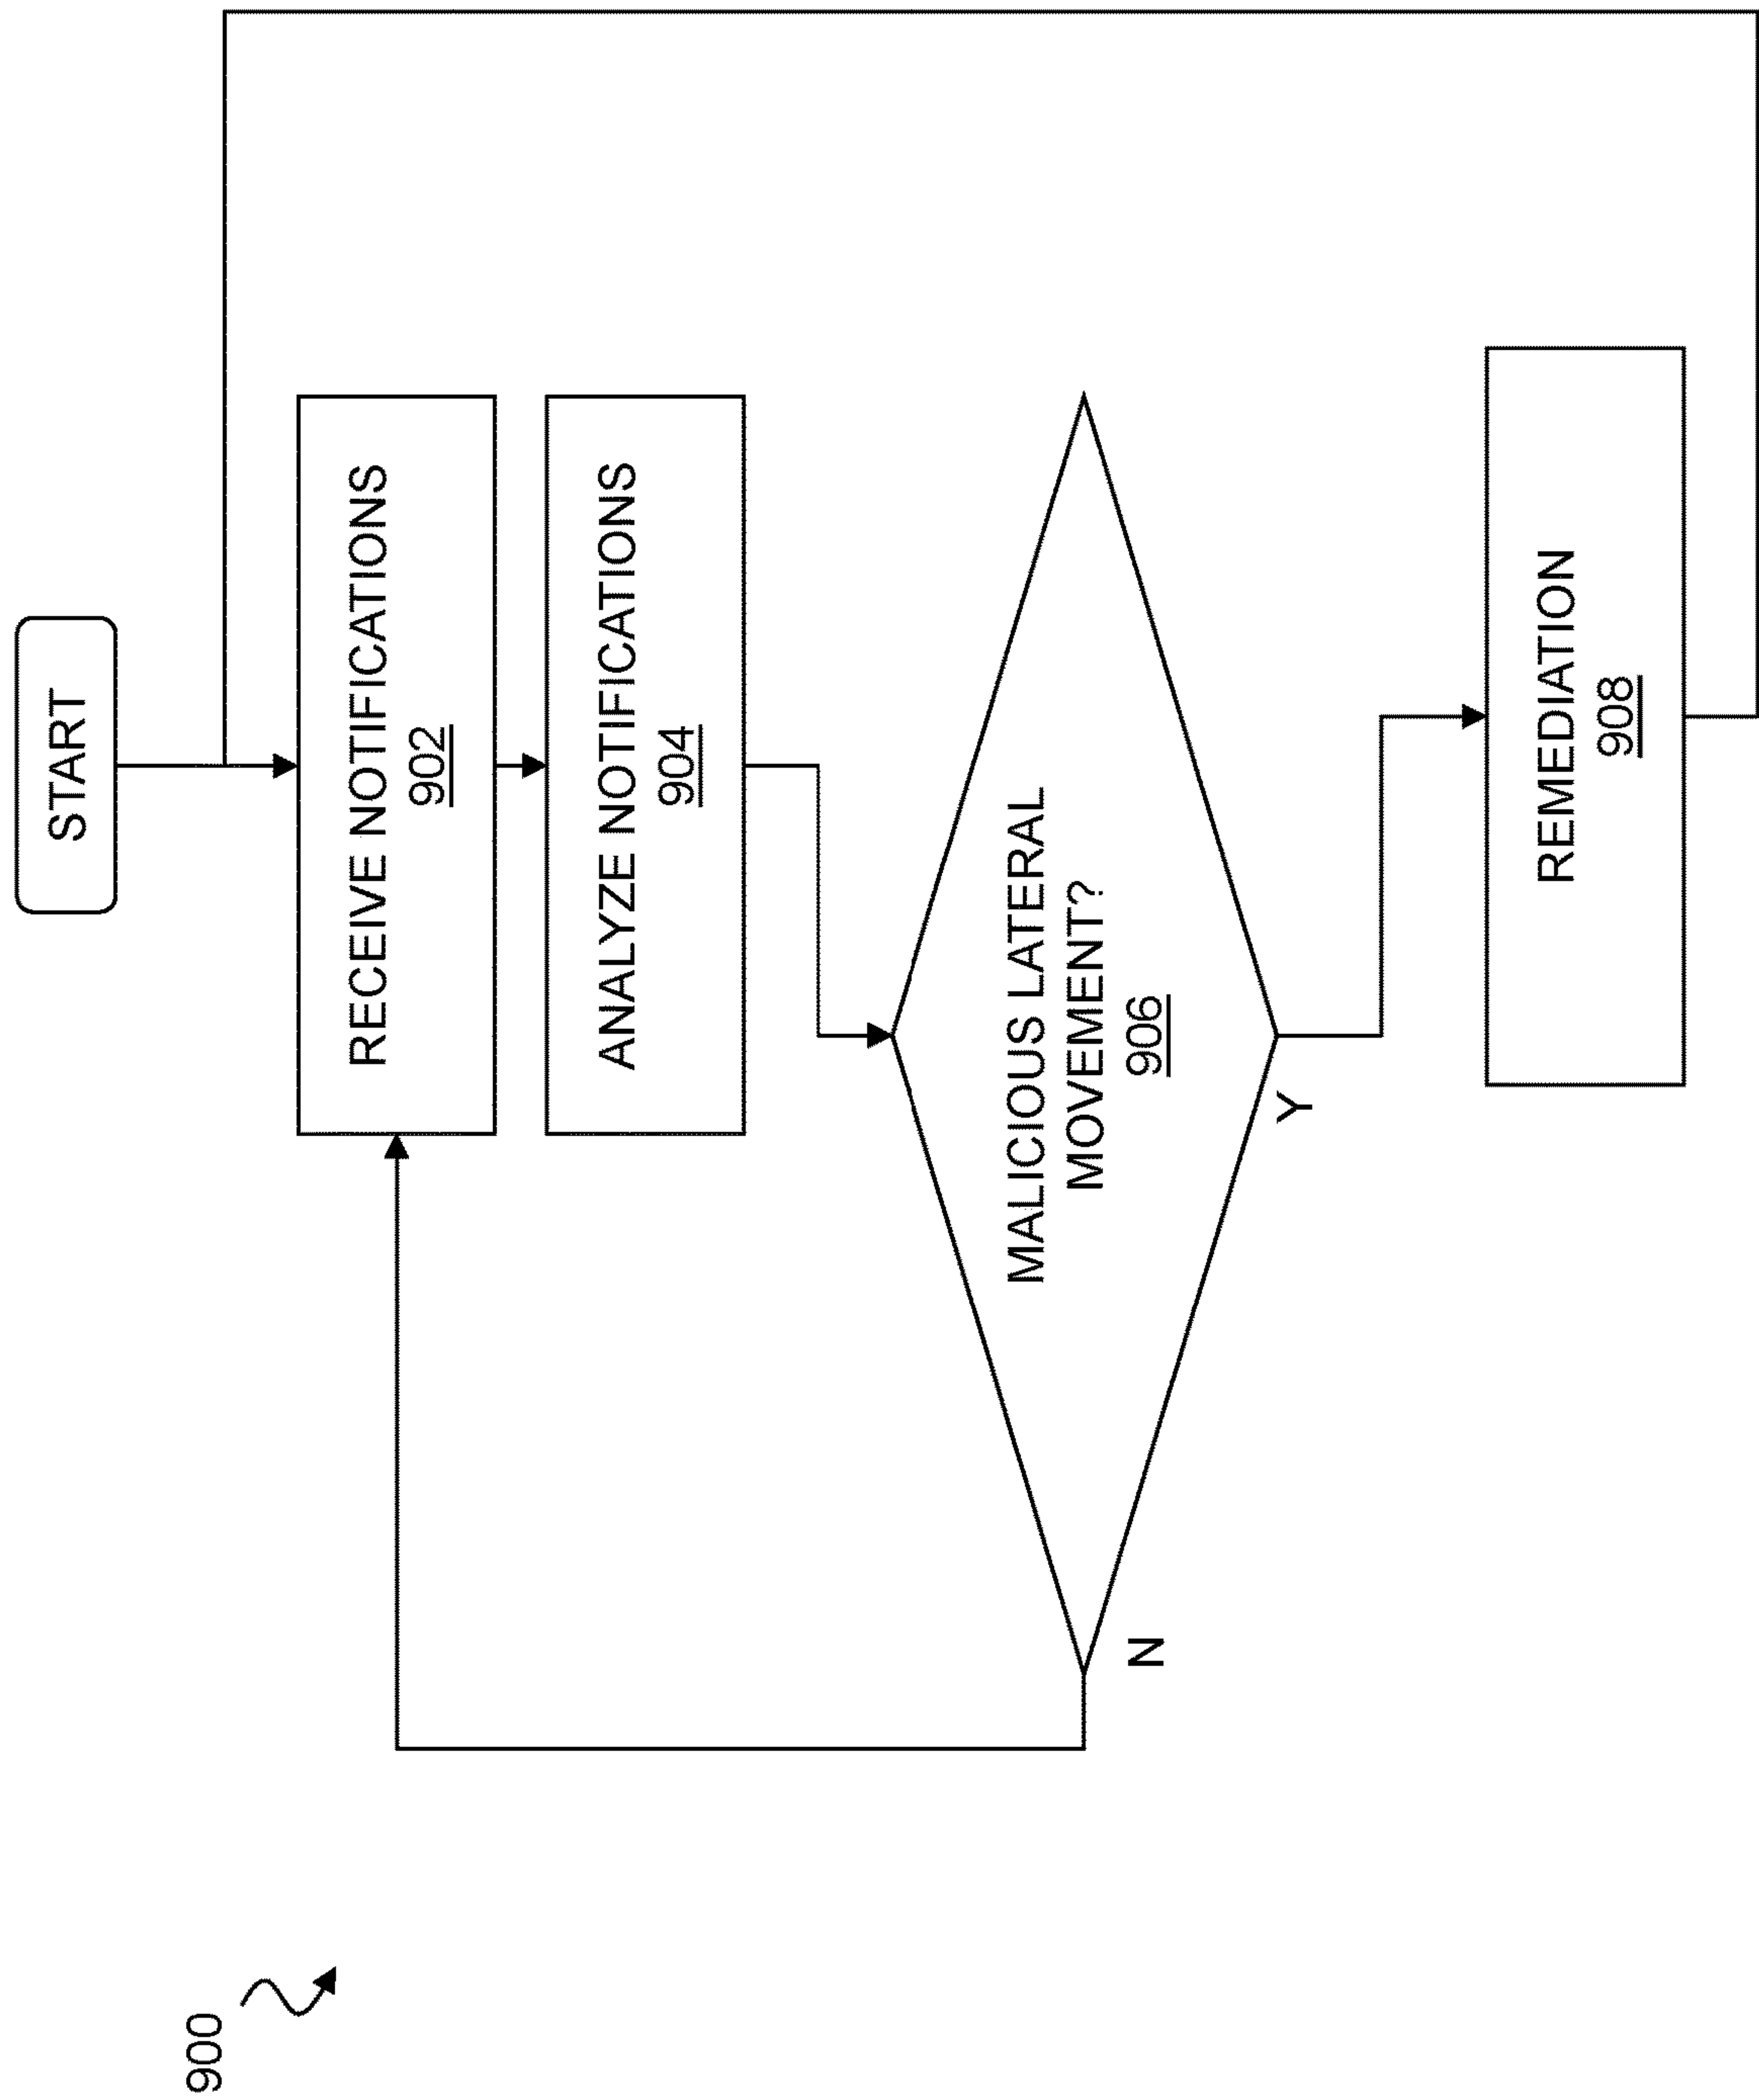 900
START
RECEIVE NOTIFICATIONS
902
ANALYZE NOTIFICATIONS
904
MALICIOUS LATERAL
MOVEMENT?
906
N
Y
REMEDIATION
908